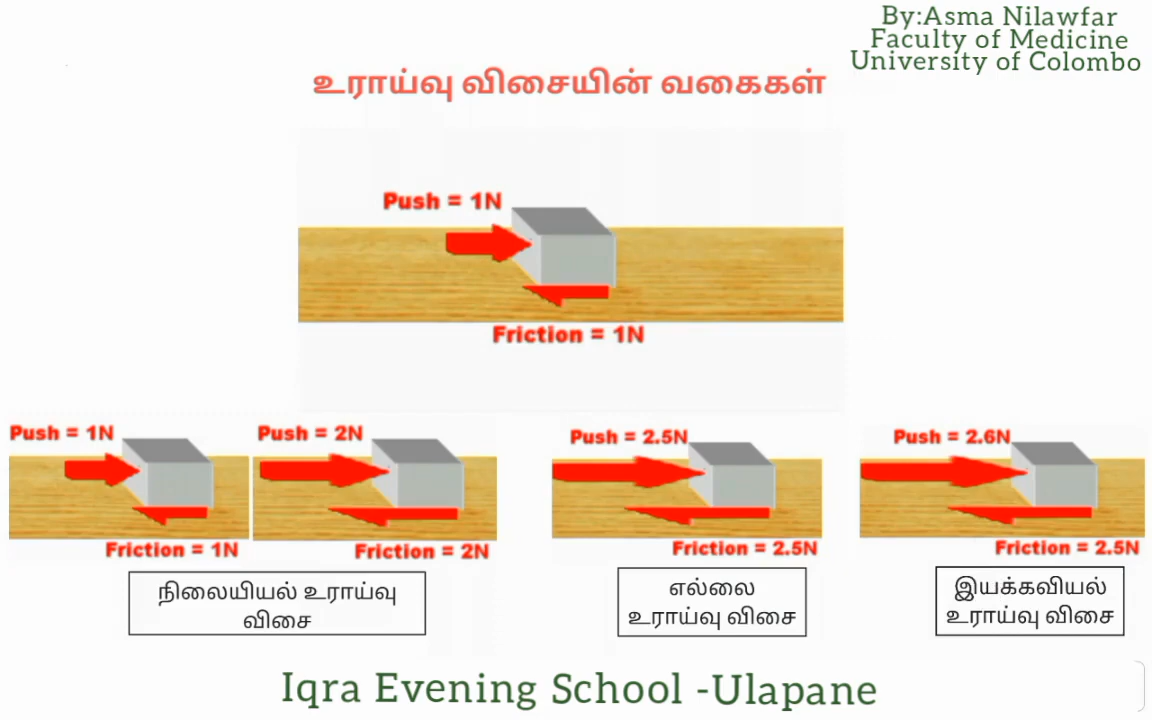 By:Asma Nilawfar
Faculty of Medicine
University of Colombo
உராய்வு விசையின் வகைகள்
Push = 1N
Friction = 1N
Push = 1N
Friction = 1N
Push = 2N
Friction = 2N
Push = 2.5N
Friction = 2.5N
Push = 2.6N
Friction = 2.5N
நிலையியல் உராய்வு
விசை
எல்லை
உராய்வு விசை
இயக்கவியல்
உராய்வு விசை
Iqra Evening School -Ulapane